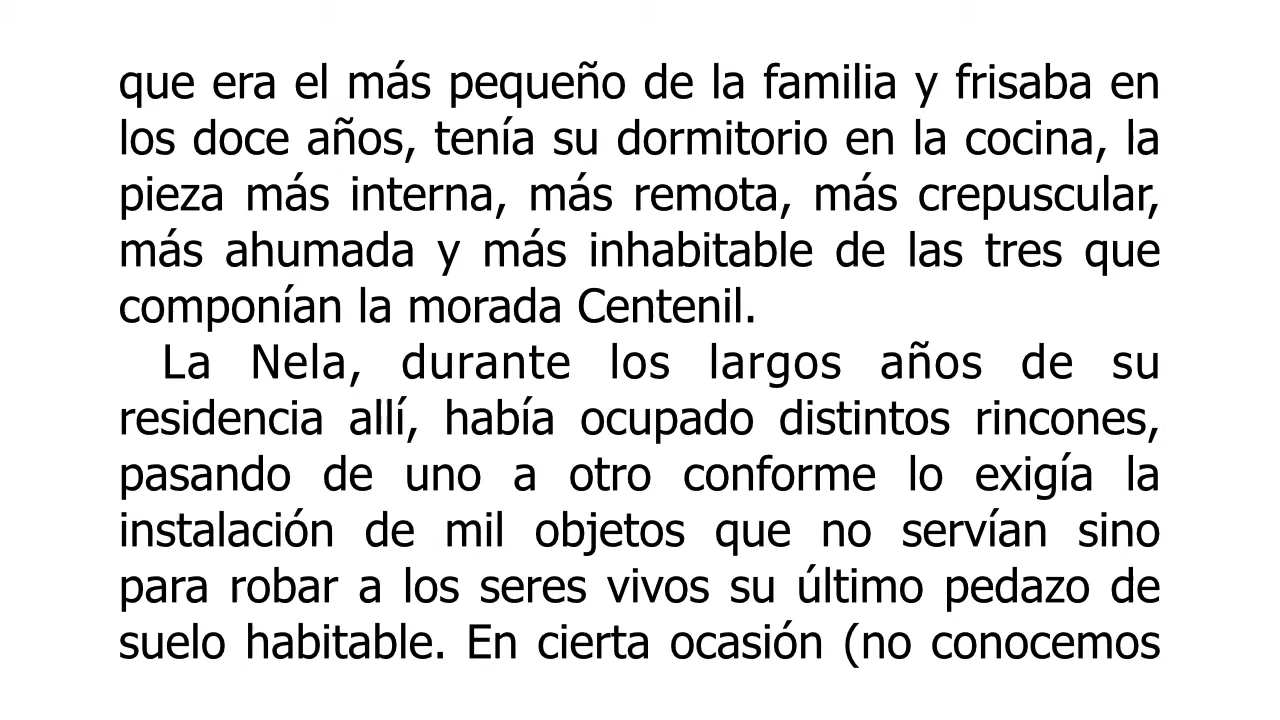 que era el más pequeño de la familia y frisaba en
los doce años, tenía su dormitorio en la cocina, la
pieza más interna, más remota, más crepuscular,
más ahumada y más inhabitable de las tres que
componían la morada Centenil.
La Nela, durante los largos años de su
residencia allí, había ocupado distintos rincones,
pasando de uno a otro conforme lo exigía la
instalación de mil objetos que no servían sino
para robar a los seres vivos su último pedazo de
suelo habitable. En cierta ocasión (no conocemos